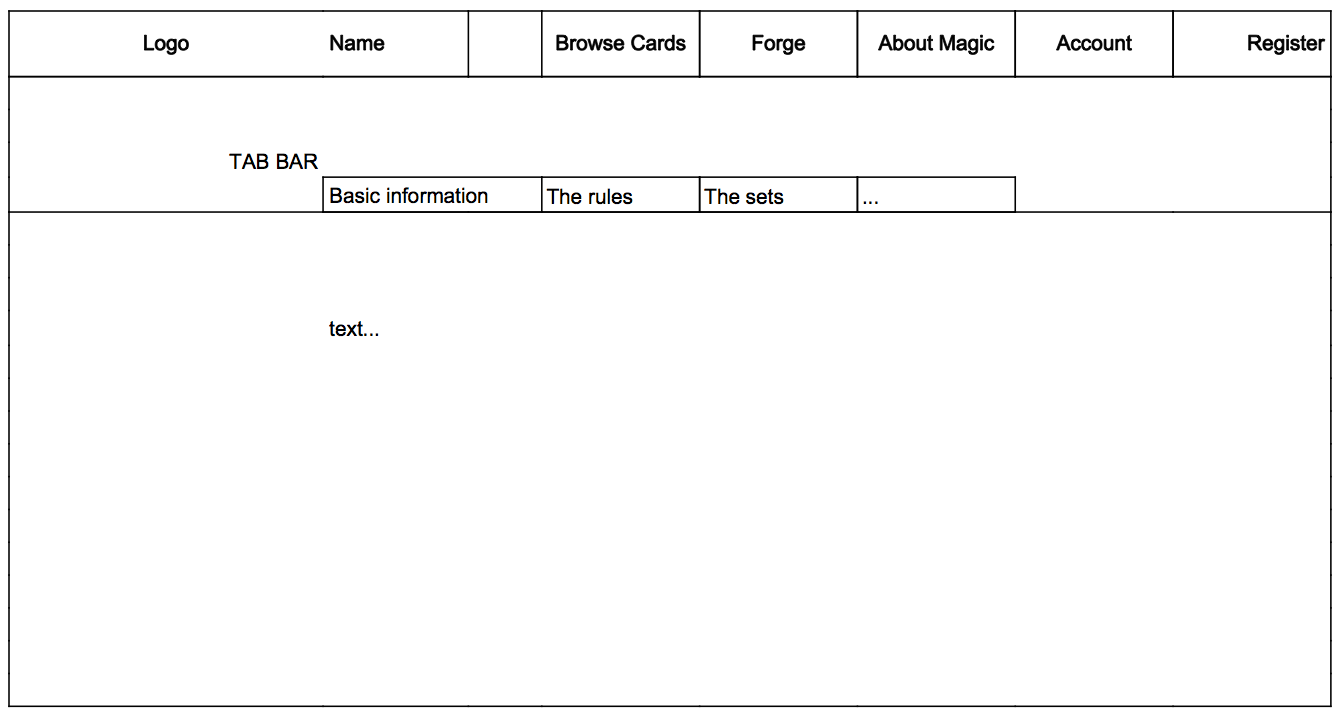 Logo Name Browse Cards Forge About Magic Account Register
TAB BAR
Basic information The rules The sets ...
text...